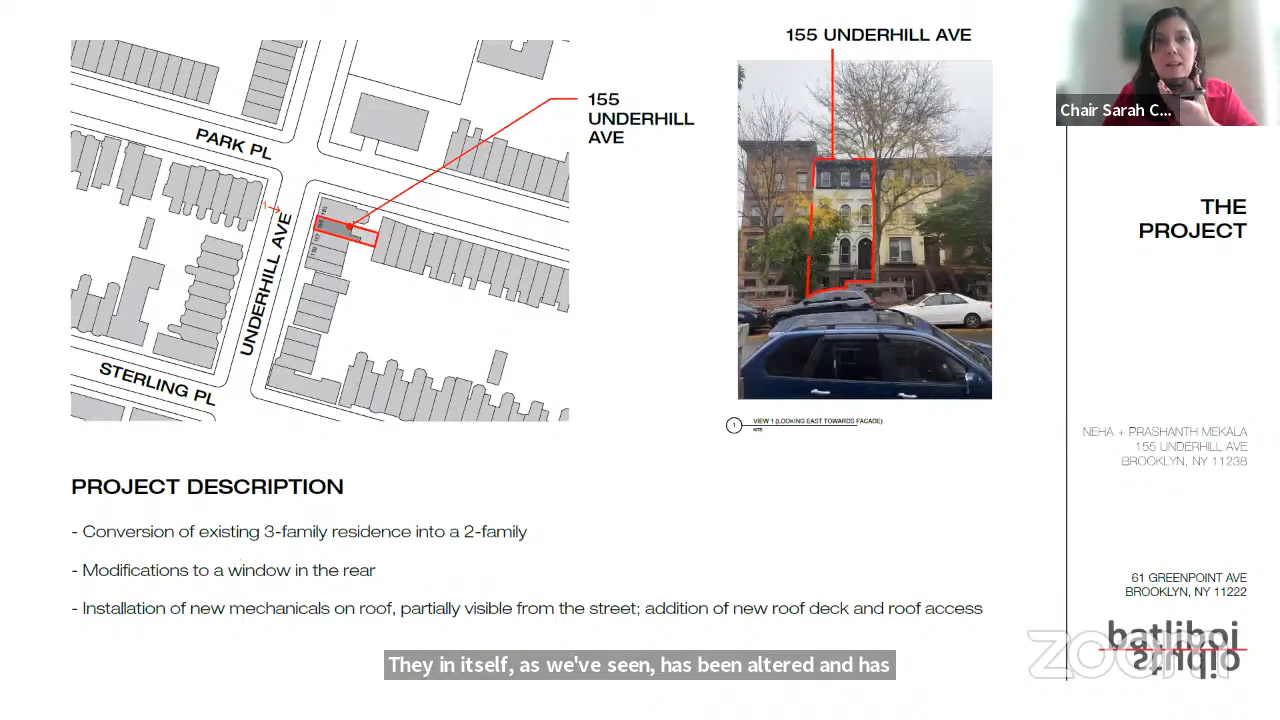 155 UNDERHILL AVE
155
UNDERHILL
AVE
PARK PL
UNDERHILL AVE
STERLING PL
Chair Sarah C...
THE
PROJECT
1 VIEW 1 (LOOKING EAST TOWARDS FACADE)
NTS
NEHA + PRASHANTH MEKALA
155 UNDERHILL AVE
BROOKLYN, NY 11238
PROJECT DESCRIPTION
- Conversion of existing 3-family residence into a 2-family
- Modifications to a window in the rear
- Installation of new mechanicals on roof, partially visible from the street; addition of new roof deck and roof access
61 GREENPOINT AVE
BROOKLYN, NY 11222
batliboi
zoom
They in itself, as we've seen, has been altered and has